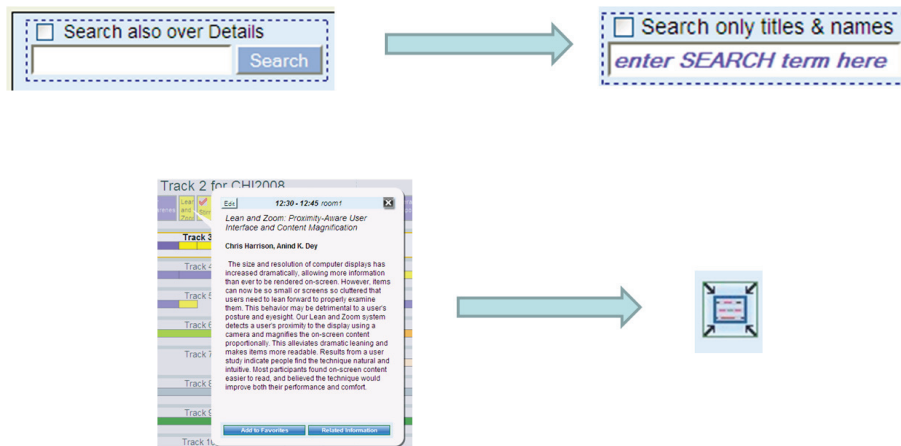 Search also over Details
Search
Search only titles & names
enter SEARCH term here
Track 2 for CHI2008
Lean
and
Zoom
Edit
12:30 - 12:45 room1
Lean and Zoom: Proximity-Aware User
Interface and Content Magnification
Chris Harrison, Anind K. Dey
The size and resolution of computer displays has
increased dramatically, allowing more information
than ever to be rendered on-screen. However, items
can now be so small or screens so cluttered that
users need to lean forward to properly examine
them. This behavior may be detrimental to a user's
posture and eyesight. Our Lean and Zoom system
detects a user's proximity to the display using a
camera and magnifies the on-screen content
proportionally. This alleviates dramatic leaning and
makes items more readable. Results from a user
study indicate people find the technique natural and
intuitive. Most participants found on-screen content
easier to read, and believed the technique would
improve both their performance and comfort.
Add to Favorites
Related Information
Track 3
Track 4
Track 5
Track 6
Track 7
Track 8
Track 9
Track 10